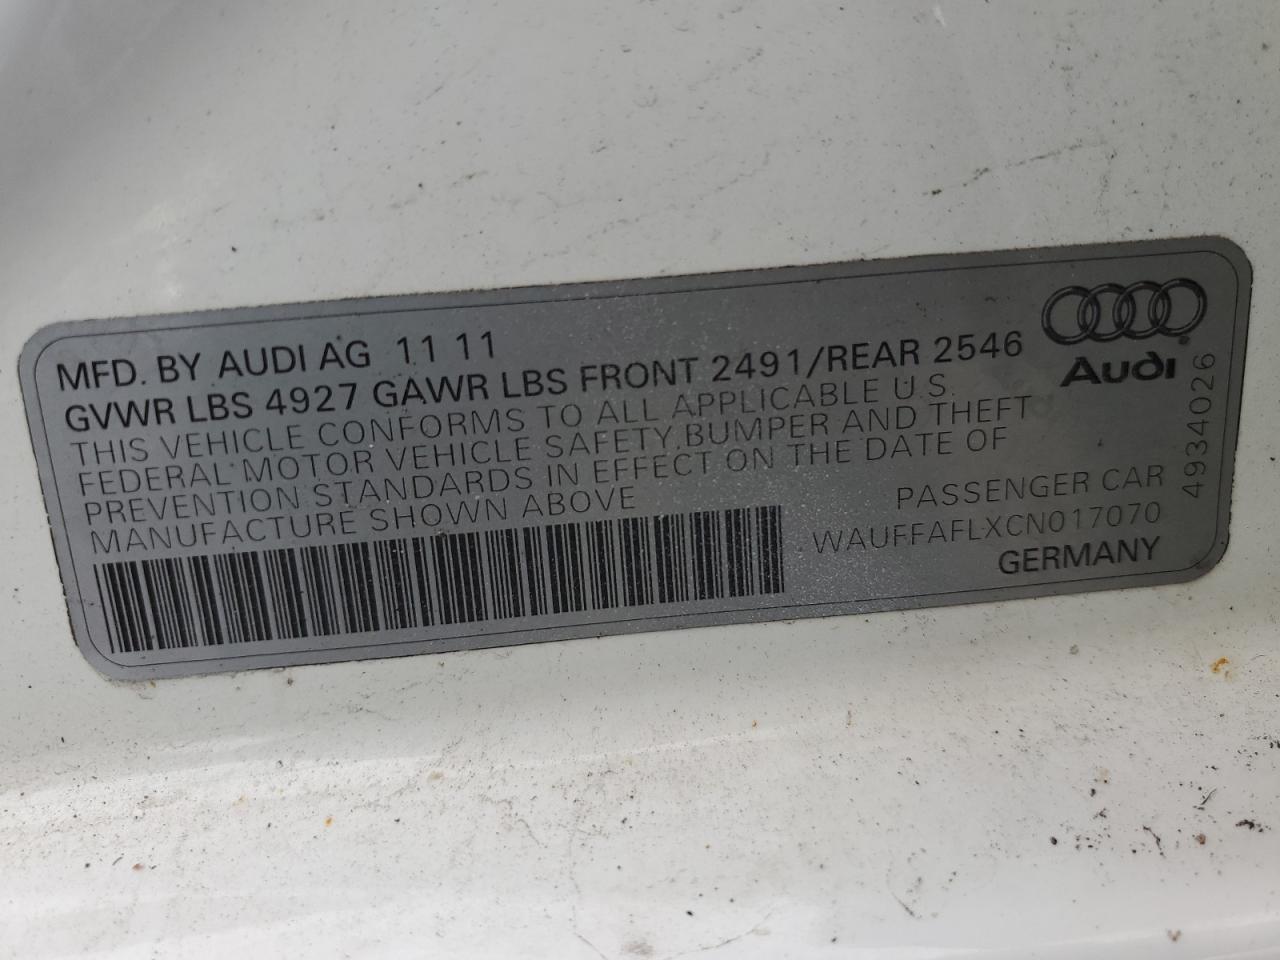 MFD. BY AUDI AG 11 11
GVWR LBS 4927 GAWR LBS FRONT 2491/REAR 2546
THIS VEHICLE CONFORMS TO ALL APPLICABLE U.S.
FEDERAL MOTOR VEHICLE SAFETY, BUMPER AND THEFT
PREVENTION STANDARDS IN EFFECT ON THE DATE OF
MANUFACTURE SHOWN ABOVE
Audi
4934026
PASSENGER CAR
WAUFFAFLXCN017070
GERMANY